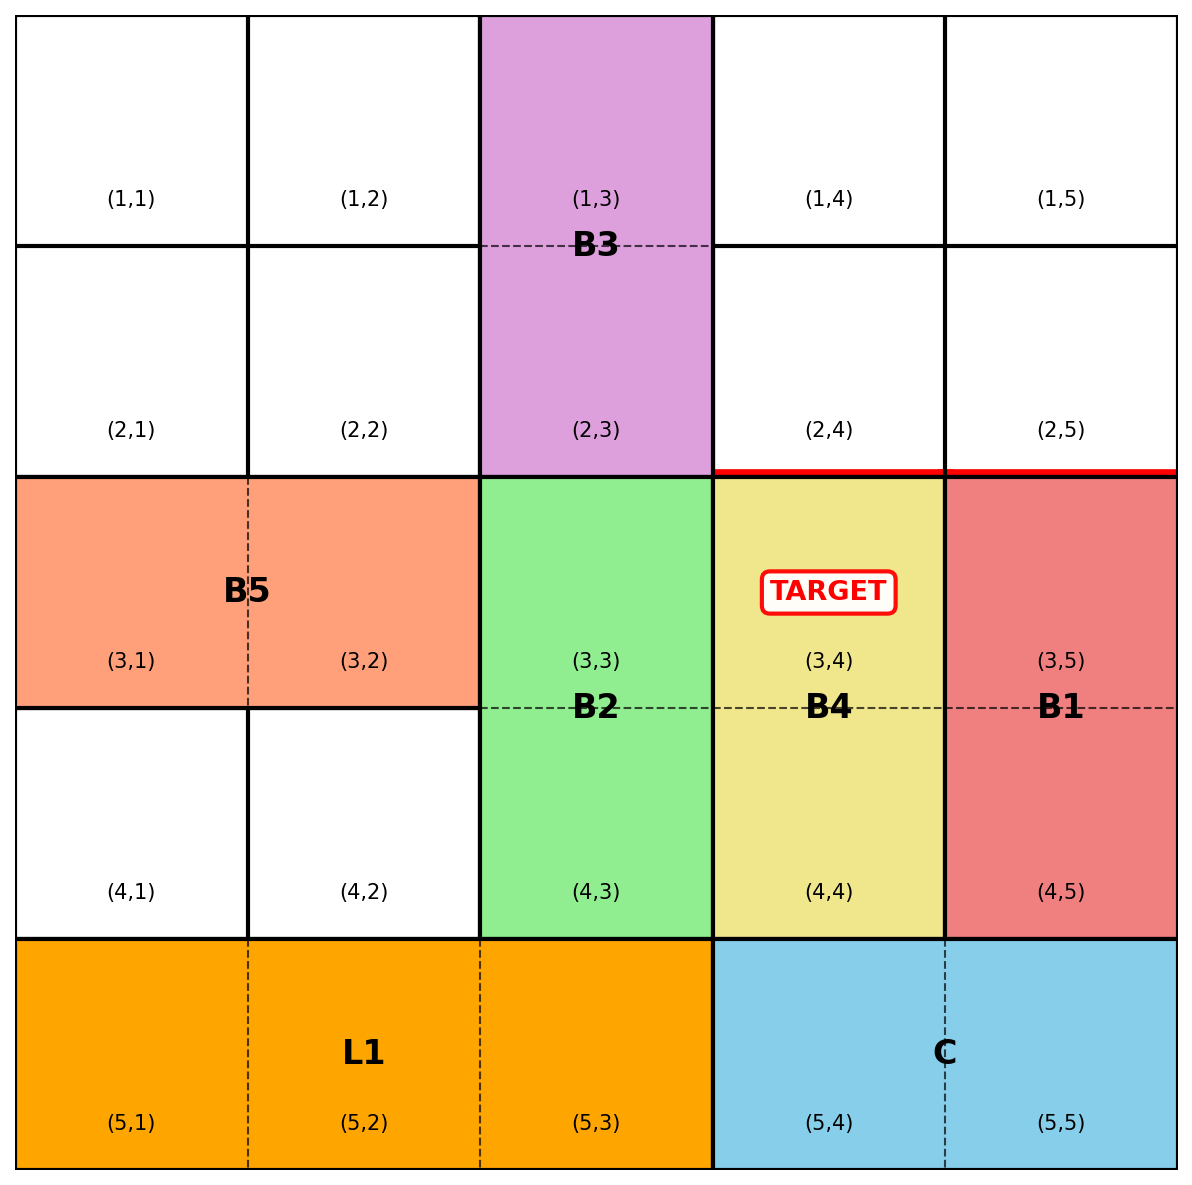 (1,1) (1,2) (1,3) (1,4) (1,5)
B3
(2,1) (2,2) (2,3) (2,4) (2,5)
B5 TARGET
(3,1) (3,2) (3,3) (3,4) (3,5)
B2 B4 B1
(4,1) (4,2) (4,3) (4,4) (4,5)
L1 C
(5,1) (5,2) (5,3) (5,4) (5,5)